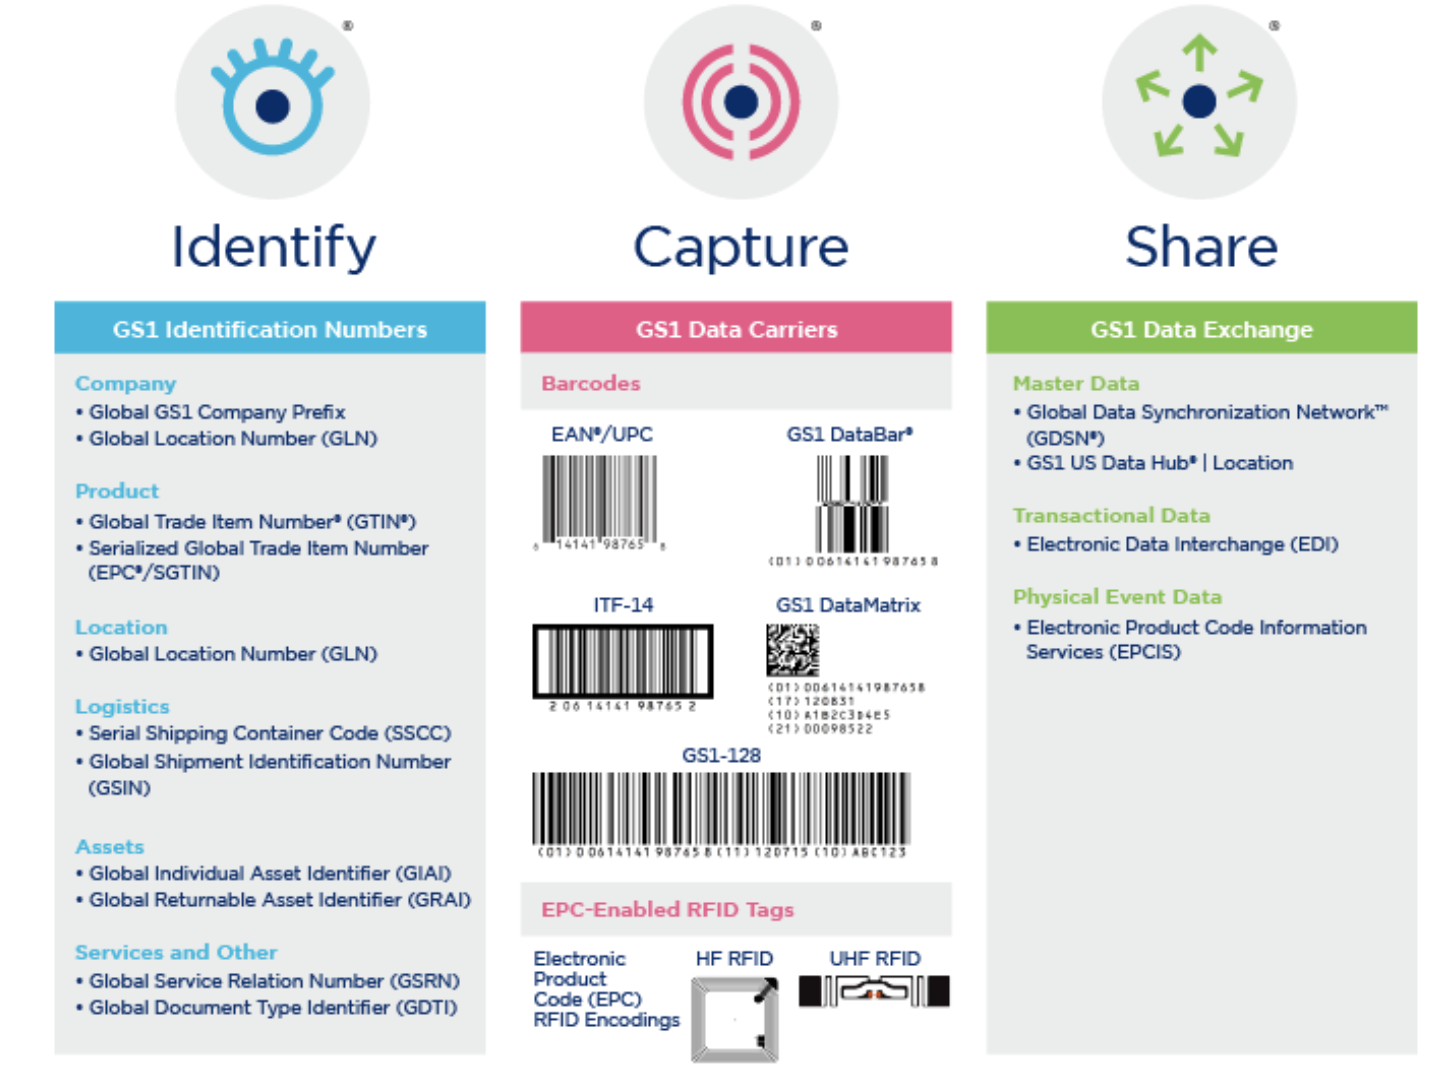 ®
®
®
Identify
Capture
Share
GS1 Identification Numbers
Company
• Global GS1 Company Prefix
• Global Location Number (GLN)
Product
• Global Trade Item Number® (GTIN®)
• Serialized Global Trade Item Number
(EPC®/SGTIN)
Location
• Global Location Number (GLN)
Logistics
• Serial Shipping Container Code (SSCC)
• Global Shipment Identification Number
(GSIN)
Assets
• Global Individual Asset Identifier (GIAI)
• Global Returnable Asset Identifier (GRAI)
Services and Other
• Global Service Relation Number (GSRN)
• Global Document Type Identifier (GDTI)
GS1 Data Carriers
Barcodes
EAN®/UPC
6 14141 98765 8
GS1 DataBar®
(01)00614141987658
ITF-14
2 06 14141 98765 2
GS1 DataMatrix
(01)00614141987658
(17)120831
(10)A1B2C3D4E5
(21)00098522
GS1-128
(01)00614141987658(11)120715(10)ABC123
EPC-Enabled RFID Tags
Electronic
Product
Code (EPC)
RFID Encodings
HF RFID
UHF RFID
GS1 Data Exchange
Master Data
• Global Data Synchronization Network™
(GDSN®)
• GS1 US Data Hub® | Location
Transactional Data
• Electronic Data Interchange (EDI)
Physical Event Data
• Electronic Product Code Information
Services (EPCIS)